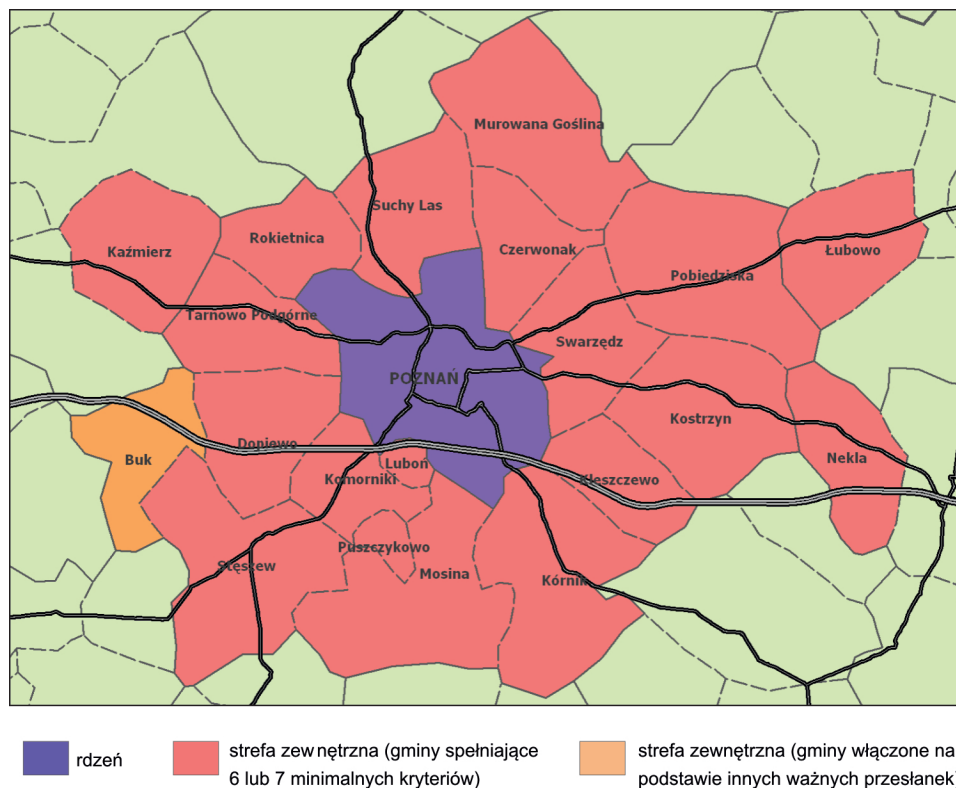 Murowana Goślina
Suchy Las
Kaźmierz
Rokietnica
Czerwonak
Łubowo
Pobiedziska
Tarnowo Podgórne
Swarzędz
POZNAŃ
Kostrzyn
Dopiewo
Buk
Luboń
Nekla
Komorniki
Kleszczewo
Puszczykowo
Stęszew
Mosina
Kórnik
rdzeń
strefa zewnętrzna (gminy spełniające
6 lub 7 minimalnych kryteriów)
strefa zewnętrzna (gminy włączone na
podstawie innych ważnych przesłanek)